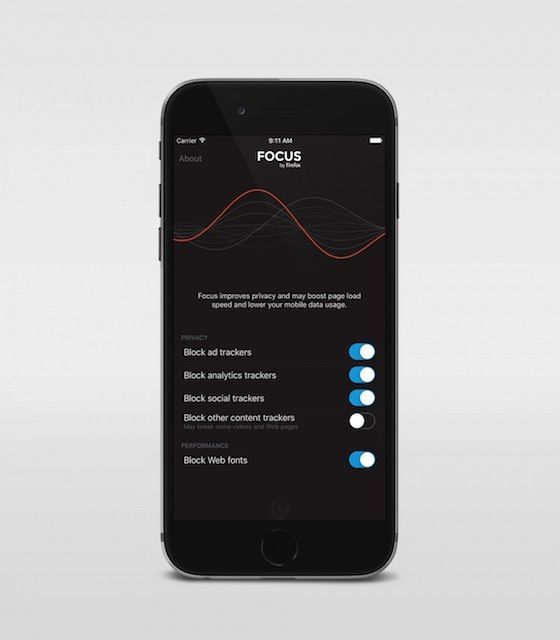 Carrier 9:11 AM
About
FOCUS
by Firefox
Focus improves privacy and may boost page load
speed and lower your mobile data usage.
PRIVACY
Block ad trackers
Block analytics trackers
Block social trackers
Block other content trackers
May break some videos and Web pages
PERFORMANCE
Block Web fonts